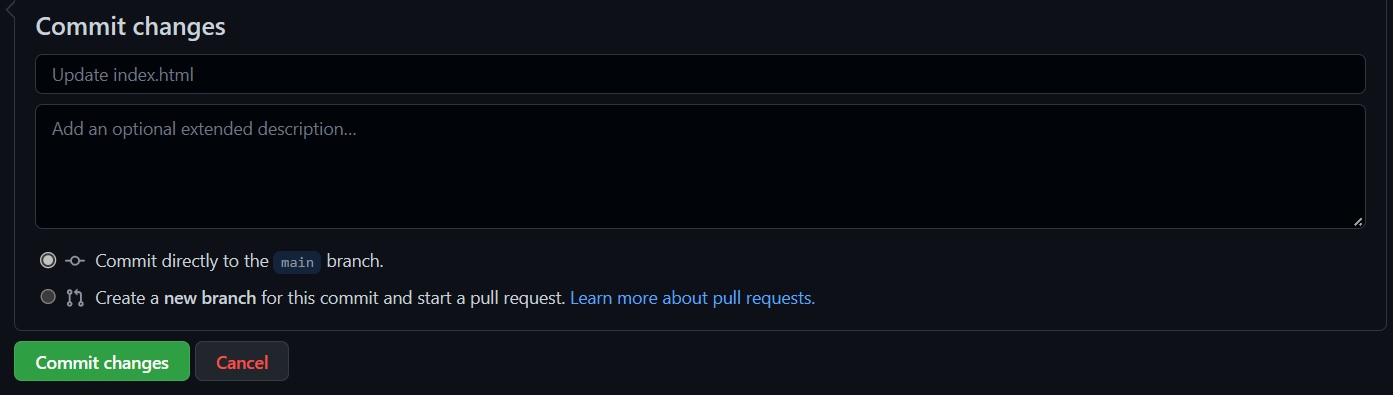 Commit changes
Update index.html
Add an optional extended description...
Commit directly to the main branch.
Create a new branch for this commit and start a pull request. Learn more about pull requests.
Commit changes Cancel